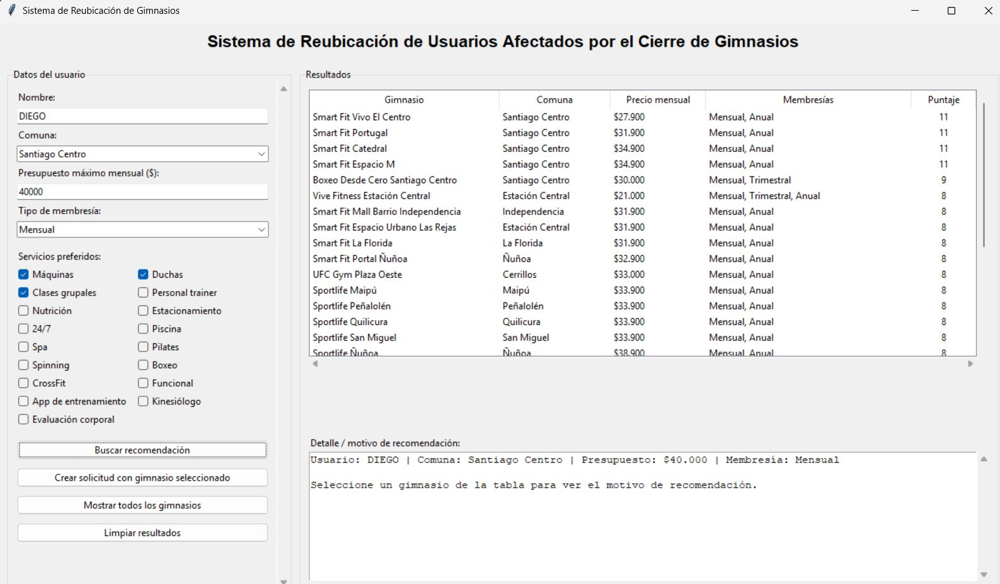 Sistema de Reubicación de Gimnasios
Sistema de Reubicación de Usuarios Afectados por el Cierre de Gimnasios
Datos del usuario
Nombre:
DIEGO
Comuna:
Santiago Centro
Presupuesto máximo mensual ($):
40000
Tipo de membresía:
Mensual
Servicios preferidos:
Máquinas Duchas
Clases grupales Personal trainer
Nutrición Estacionamiento
24/7 Piscina
Spa Pilates
Spinning Boxeo
CrossFit Funcional
App de entrenamiento Kinesiólogo
Evaluación corporal
Buscar recomendación
Crear solicitud con gimnasio seleccionado
Mostrar todos los gimnasios
Limpiar resultados
Resultados
Gimnasio Comuna Precio mensual Membresías Puntaje
Smart Fit Vivo El Centro Santiago Centro $27.900 Mensual, Anual 11
Smart Fit Portugal Santiago Centro $31.900 Mensual, Anual 11
Smart Fit Catedral Santiago Centro $34.900 Mensual, Anual 11
Smart Fit Espacio M Santiago Centro $34.900 Mensual, Anual 11
Boxeo Desde Cero Santiago Centro Santiago Centro $30.000 Mensual, Trimestral 9
Vive Fitness Estación Central Estación Central $21.000 Mensual, Trimestral, Anual 8
Smart Fit Mall Barrio Independencia Independencia $31.900 Mensual, Anual 8
Smart Fit Espacio Urbano Las Rejas Estación Central $31.900 Mensual, Anual 8
Smart Fit La Florida La Florida $31.900 Mensual, Anual 8
Smart Fit Portal Ñuñoa Ñuñoa $32.900 Mensual, Anual 8
UFC Gym Plaza Oeste Cerrillos $33.000 Mensual, Anual 8
Sportlife Maipú Maipú $33.900 Mensual, Anual 8
Sportlife Peñalolén Peñalolén $33.900 Mensual, Anual 8
Sportlife Quilicura Quilicura $33.900 Mensual, Anual 8
Sportlife San Miguel San Miguel $33.900 Mensual, Anual 8
Sportlife Ñuñoa Ñuñoa $38.900 Mensual, Anual 8
Detalle / motivo de recomendación:
Usuario: DIEGO | Comuna: Santiago Centro | Presupuesto: $40.000 | Membresía: Mensual
Seleccione un gimnasio de la tabla para ver el motivo de recomendación.